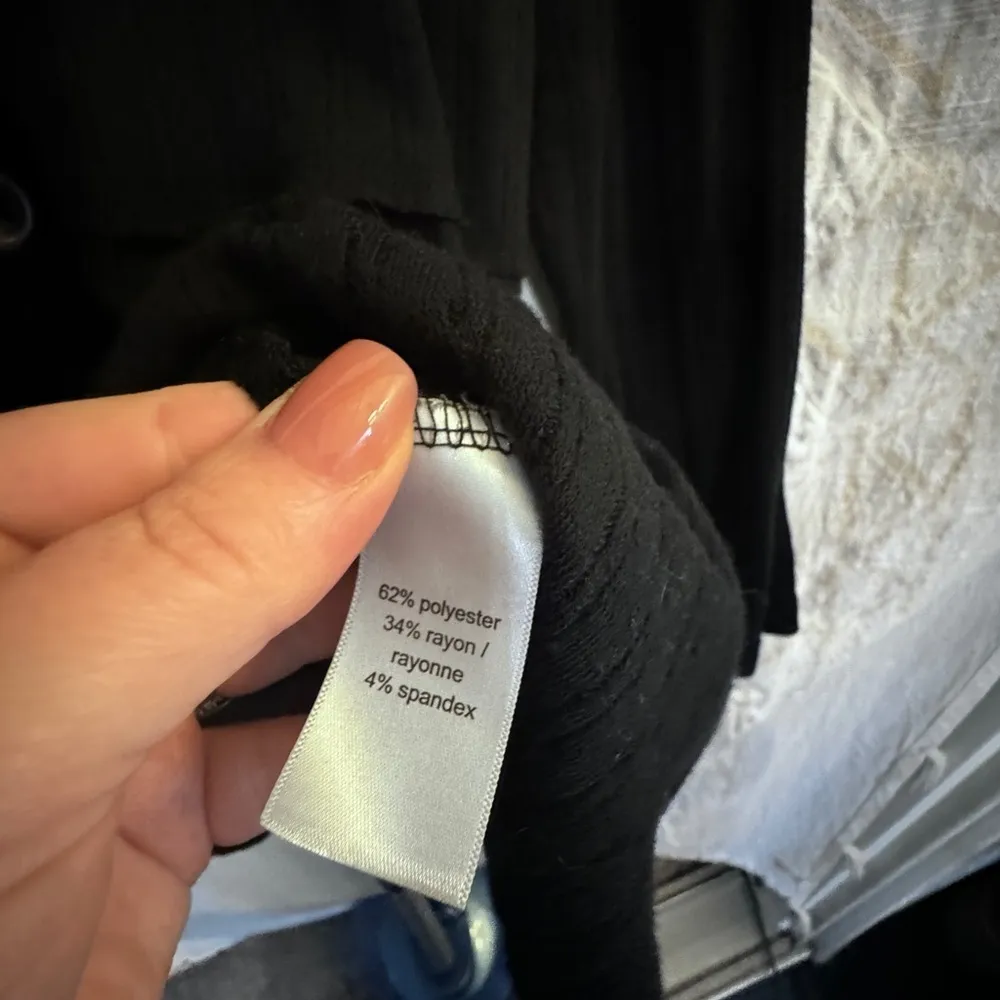 62% polyester
34% rayon /
rayonne
4% spandex